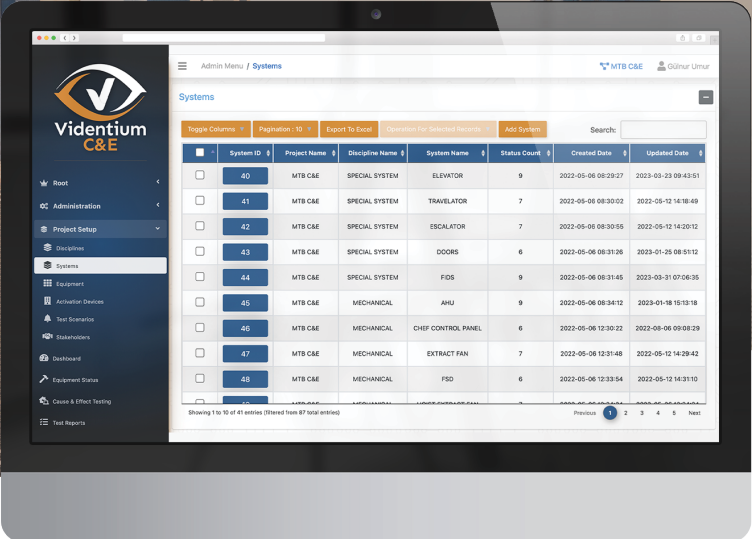 Videntium
C&E
Root
Administration
Project Setup
Disciplines
Systems
Equipment
Activation Devices
Test Scenarios
Stakeholders
Dashboard
Equipment Status
Cause & Effect Testing
Test Reports
Admin Menu / Systems
MTB C&E Gülnur Umur
Systems
Toggle Columns Pagination : 10 Export To Excel Operation For Selected Records Add System Search:
System ID Project Name Discipline Name System Name Status Count Created Date Updated Date
40 MTB C&E SPECIAL SYSTEM ELEVATOR 9 2022-05-06 08:29:27 2023-03-23 09:43:51
41 MTB C&E SPECIAL SYSTEM TRAVELATOR 7 2022-05-06 08:30:02 2022-05-12 14:18:49
42 MTB C&E SPECIAL SYSTEM ESCALATOR 7 2022-05-06 08:30:55 2022-05-12 14:20:12
43 MTB C&E SPECIAL SYSTEM DOORS 6 2022-05-06 08:31:26 2023-01-25 08:51:12
44 MTB C&E SPECIAL SYSTEM FIDS 9 2022-05-06 08:31:45 2023-03-31 07:06:35
45 MTB C&E MECHANICAL AHU 9 2022-05-06 08:34:12 2023-01-18 15:13:18
46 MTB C&E MECHANICAL CHEF CONTROL PANEL 6 2022-05-06 12:30:22 2022-08-06 09:08:29
47 MTB C&E MECHANICAL EXTRACT FAN 7 2022-05-06 12:31:48 2022-05-12 14:29:42
48 MTB C&E MECHANICAL FSD 6 2022-05-06 12:33:54 2022-05-12 14:31:10
Showing 1 to 10 of 41 entries (filtered from 87 total entries)
Previous 1 2 3 4 5 Next